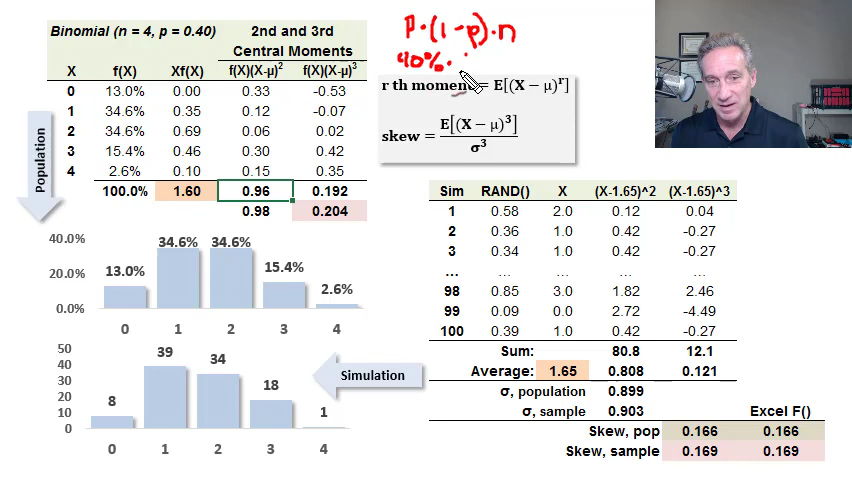 Binomial (n = 4, p = 0.40) 2nd and 3rd
Central Moments
X f(X) Xf(X) f(X)(X-μ)² f(X)(X-μ)³
0 13.0% 0.00 0.33 -0.53
1 34.6% 0.35 0.12 -0.07
2 34.6% 0.69 0.06 0.02
3 15.4% 0.46 0.30 0.42
4 2.6% 0.10 0.15 0.35
100.0% 1.60 0.96 0.192
0.98 0.204
Population
p·(1-p)·n
40%·
r th moment = E[(X − μ)ʳ]
skew = E[(X − μ)³]
σ³
40.0%
20.0%
0.0%
13.0% 34.6% 34.6% 15.4% 2.6%
0 1 2 3 4
50
40
30
20
10
0
8 39 34 18 1
0 1 2 3 4
Simulation
Sim RAND() X (X-1.65)^2 (X-1.65)^3
1 0.58 2.0 0.12 0.04
2 0.36 1.0 0.42 -0.27
3 0.34 1.0 0.42 -0.27
... ... ... ... ...
98 0.85 3.0 1.82 2.46
99 0.09 0.0 2.72 -4.49
100 0.39 1.0 0.42 -0.27
Sum: 80.8 12.1
Average: 1.65 0.808 0.121
σ, population 0.899
σ, sample 0.903 Excel F()
Skew, pop 0.166 0.166
Skew, sample 0.169 0.169